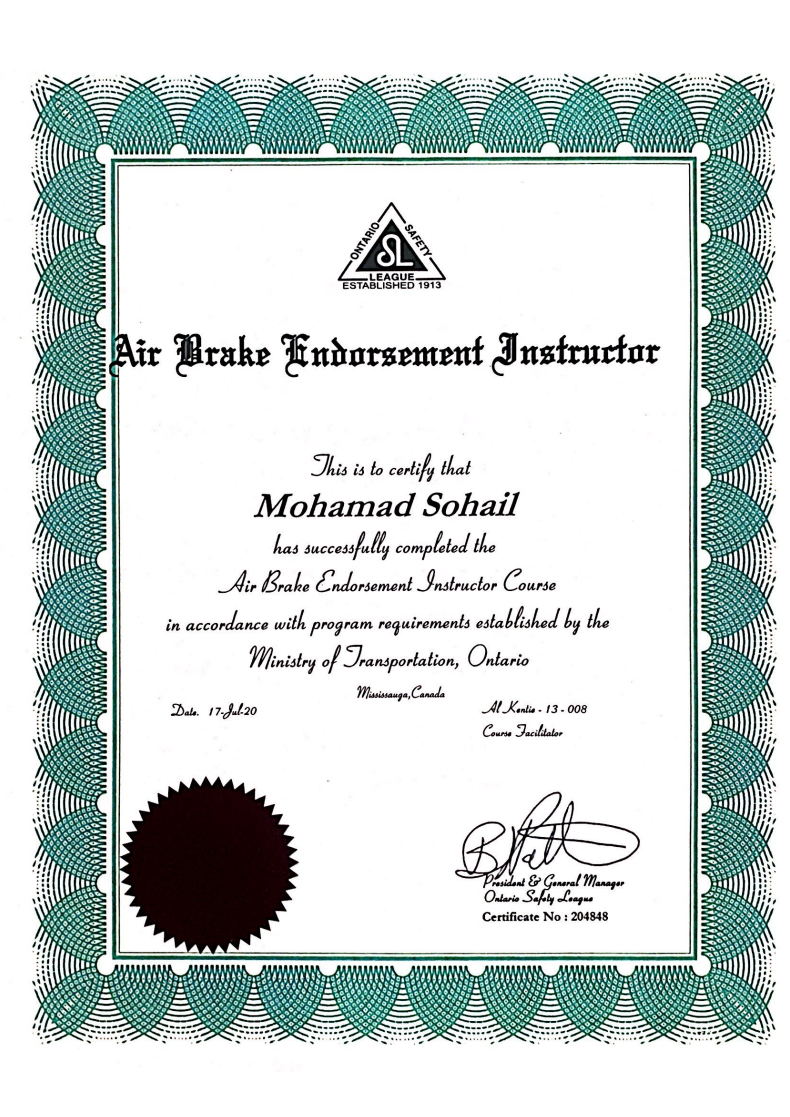 ONTARIO SAFETY
SL
LEAGUE
ESTABLISHED 1913
Air Brake Endorsement Instructor
This is to certify that
Mohamad Sohail
has successfully completed the
Air Brake Endorsement Instructor Course
in accordance with program requirements established by the
Ministry of Transportation, Ontario
Mississauga,Canada
Date. 17-Jul-20
Al Kentie - 13 - 008
Course Facilitator
President & General Manager
Ontario Safety League
Certificate No : 204848